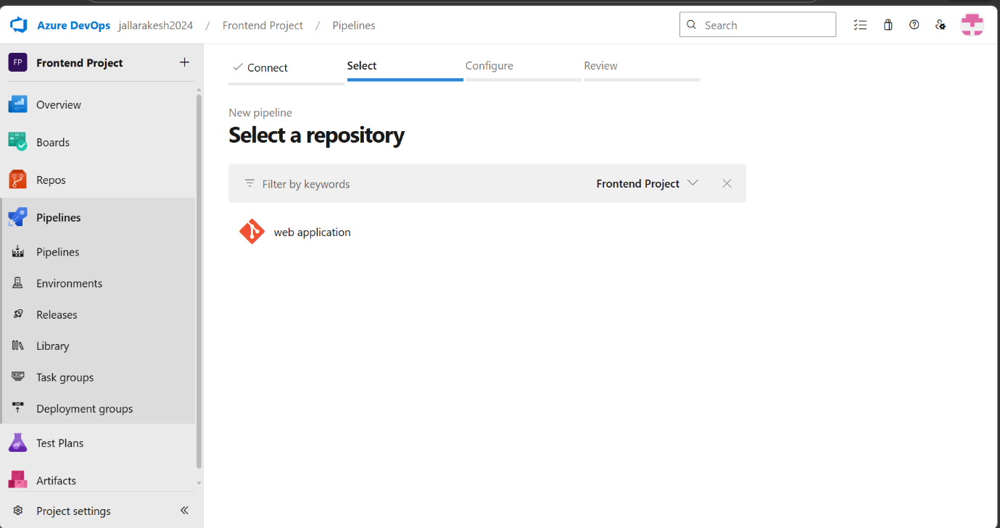 Azure DevOps jallarakesh2024 / Frontend Project / Pipelines Search
FP Frontend Project
Connect Select Configure Review
Overview
Boards
Repos
Pipelines
Pipelines
Environments
Releases
Library
Task groups
Deployment groups
Test Plans
Artifacts
Project settings
New pipeline
Select a repository
Filter by keywords Frontend Project
web application